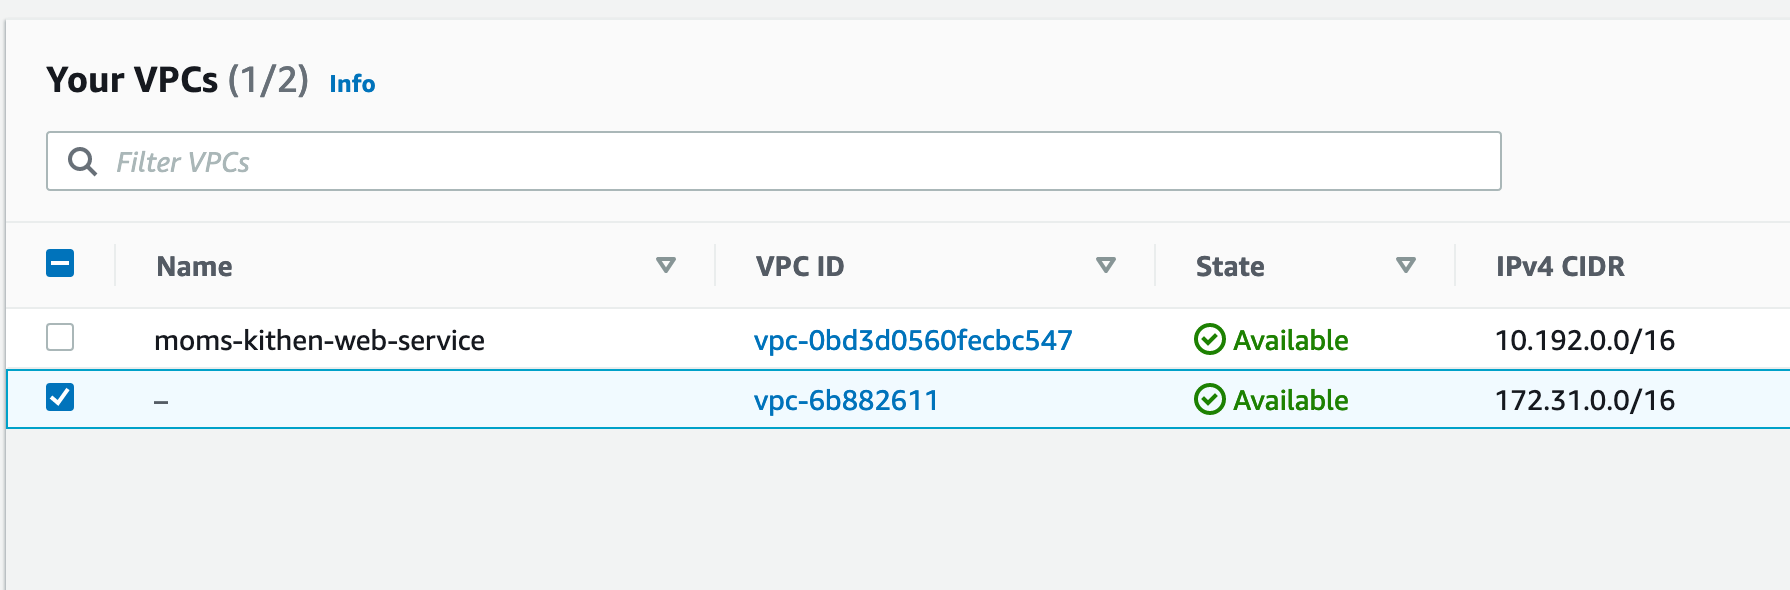 Your VPCs (1/2) Info
Filter VPCs
Name VPC ID State IPv4 CIDR
moms-kithen-web-service vpc-0bd3d0560fecbc547 Available 10.192.0.0/16
– vpc-6b882611 Available 172.31.0.0/16